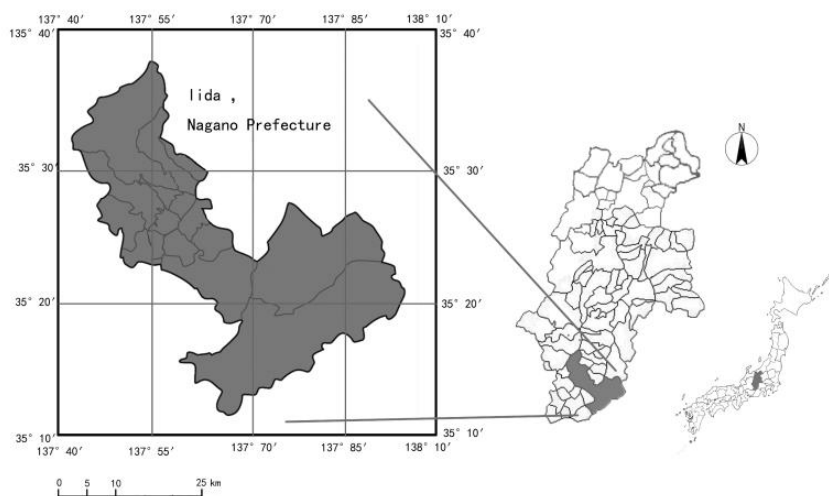 137° 40′ 137° 55′ 137° 70′ 137° 85′ 138° 10′
135° 40′ 35° 40′
Iida ,
Nagano Prefecture
N
35° 30′ 35° 30′
35° 20′ 35° 20′
35° 10′ 35° 10′
137° 40′ 137° 55′ 137° 70′ 137° 85′ 138° 10′
0 5 10 25 km